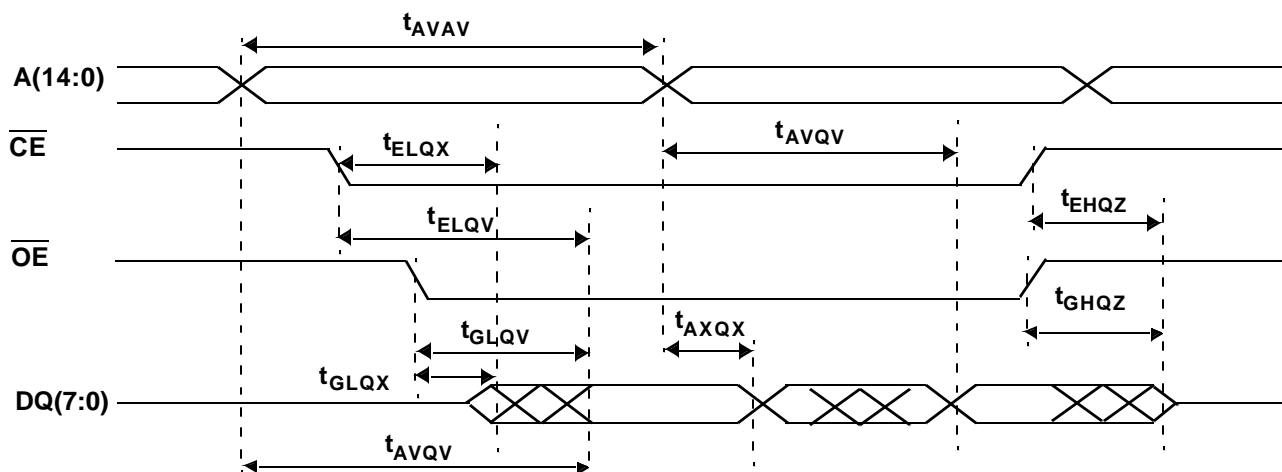 tAVAV
A(14:0)
tAVQV
CE
tELQX
tEHQZ
tELQV
OE
tGHQZ
tAXQX
tGLQV
tGLQX
DQ(7:0)
tAVQV